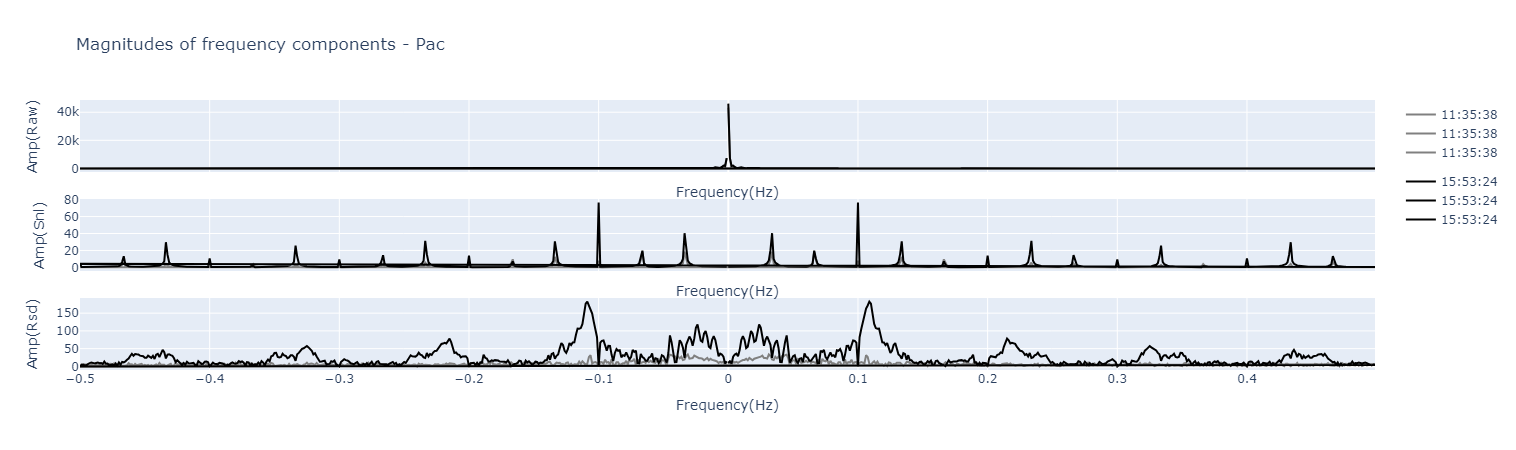 Magnitudes of frequency components - Pac
Amp(Raw)
40k
20k
0
Frequency(Hz)
Amp(Snl)
80
60
40
20
0
Frequency(Hz)
Amp(Rsd)
150
100
50
0
−0.5 −0.4 −0.3 −0.2 −0.1 0 0.1 0.2 0.3 0.4
Frequency(Hz)
11:35:38
11:35:38
11:35:38
15:53:24
15:53:24
15:53:24